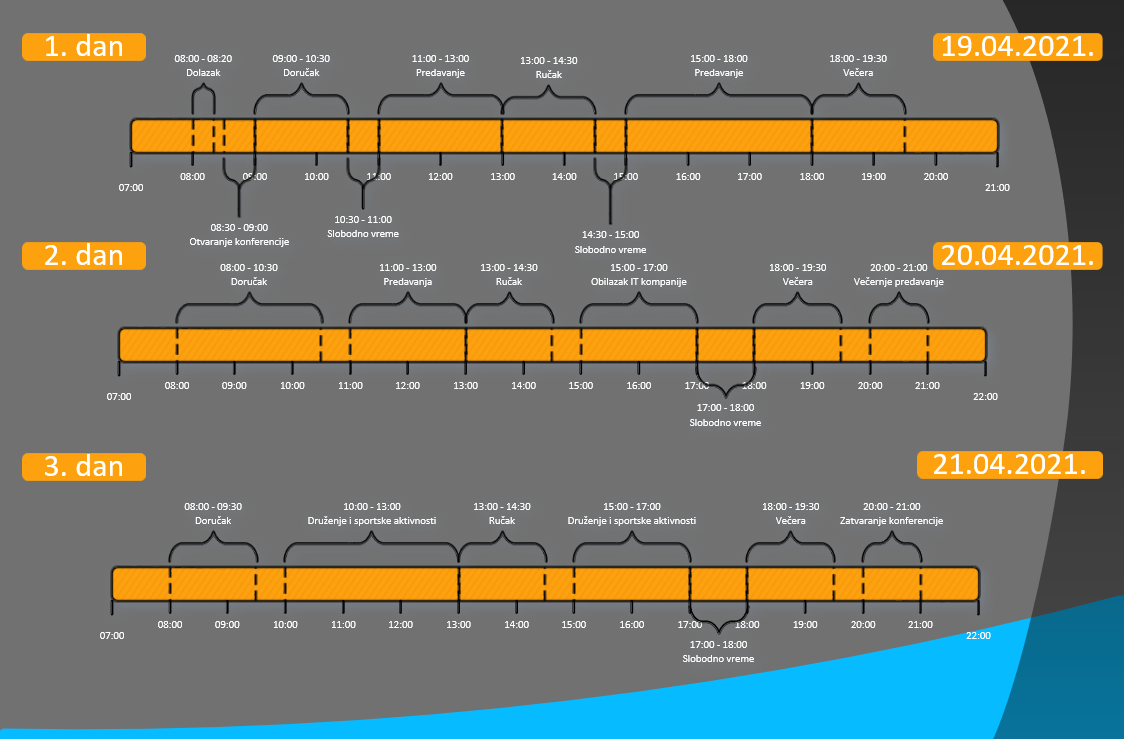 1. dan
19.04.2021.
08:00 - 08:20
Dolazak
09:00 - 10:30
Doručak
11:00 - 13:00
Predavanje
13:00 - 14:30
Ručak
15:00 - 18:00
Predavanje
18:00 - 19:30
Večera
07:00
08:00
09:00
10:00
11:00
12:00
13:00
14:00
15:00
16:00
17:00
18:00
19:00
20:00
21:00
08:30 - 09:00
Otvaranje konferencije
10:30 - 11:00
Slobodno vreme
14:30 - 15:00
Slobodno vreme
2. dan
20.04.2021.
08:00 - 10:30
Doručak
11:00 - 13:00
Predavanja
13:00 - 14:30
Ručak
15:00 - 17:00
Obilazak IT kompanije
18:00 - 19:30
Večera
20:00 - 21:00
Večernje predavanje
07:00
08:00
09:00
10:00
11:00
12:00
13:00
14:00
15:00
16:00
17:00
18:00
19:00
20:00
21:00
22:00
17:00 - 18:00
Slobodno vreme
3. dan
21.04.2021.
08:00 - 09:30
Doručak
10:00 - 13:00
Druženje i sportske aktivnosti
13:00 - 14:30
Ručak
15:00 - 17:00
Druženje i sportske aktivnosti
18:00 - 19:30
Večera
20:00 - 21:00
Zatvaranje konferencije
07:00
08:00
09:00
10:00
11:00
12:00
13:00
14:00
15:00
16:00
17:00
18:00
19:00
20:00
21:00
22:00
17:00 - 18:00
Slobodno vreme